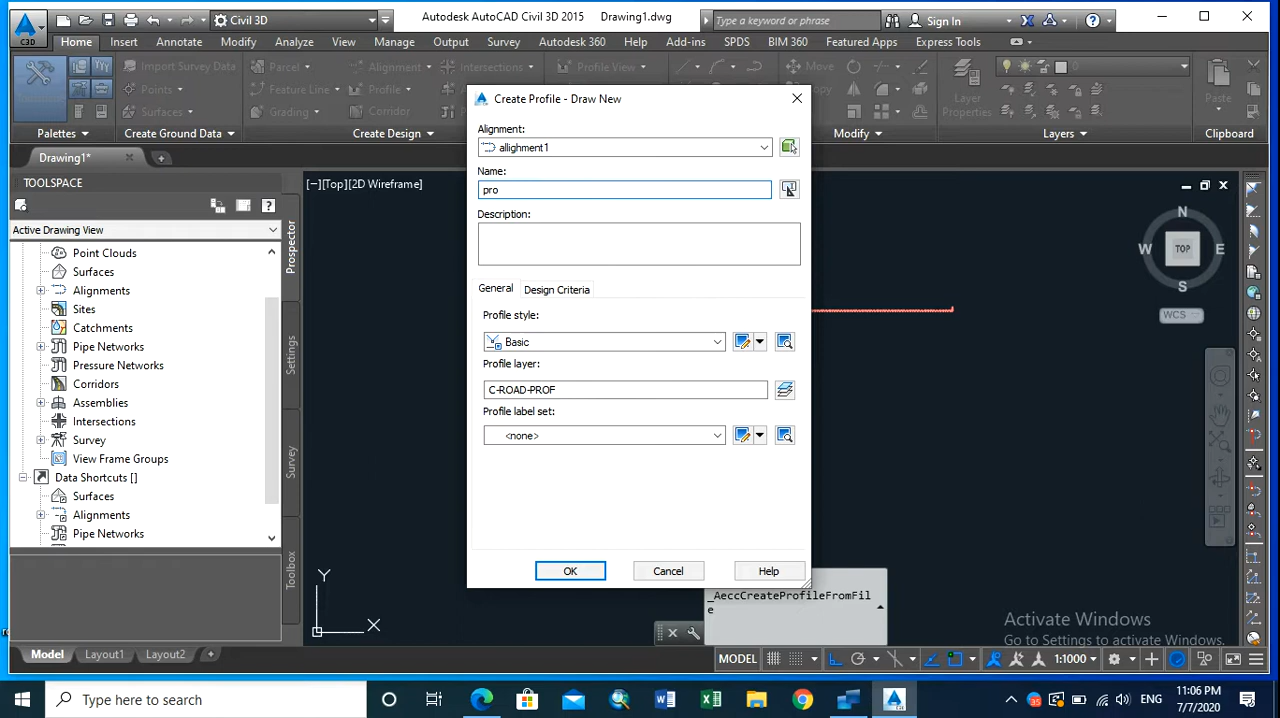 Civil 3D
Autodesk AutoCAD Civil 3D 2015 Drawing1.dwg
Type a keyword or phrase
Sign In
C3D
Home Insert Annotate Modify Analyze View Manage Output Survey Autodesk 360 Help Add-ins SPDS BIM 360 Featured Apps Express Tools
Import Survey Data
Parcel
Alignment
Intersections
Profile View
Move
0
Points
Feature Line
Profile
Surfaces
Grading
Corridor
Layer
Properties
Paste
Palettes
Create Ground Data
Create Design
Modify
Layers
Clipboard
Drawing1*
TOOLSPACE
Active Drawing View
Point Clouds
Surfaces
Alignments
Sites
Catchments
Pipe Networks
Pressure Networks
Corridors
Assemblies
Intersections
Survey
View Frame Groups
Data Shortcuts []
Surfaces
Alignments
Pipe Networks
Prospector
Settings
Survey
Toolbox
[−][Top][2D Wireframe]
Create Profile - Draw New
Alignment:
allighment1
Name:
pro
Description:
General
Design Criteria
Profile style:
Basic
Profile layer:
C-ROAD-PROF
Profile label set:
<none>
OK
Cancel
Help
N
W
TOP
E
S
WCS
Y
X
_AeccCreateProfileFromFil
e
Activate Windows
Go to Settings to activate Windows.
Model
Layout1
Layout2
MODEL
1:1000
Type here to search
ENG
11:06 PM
7/7/2020